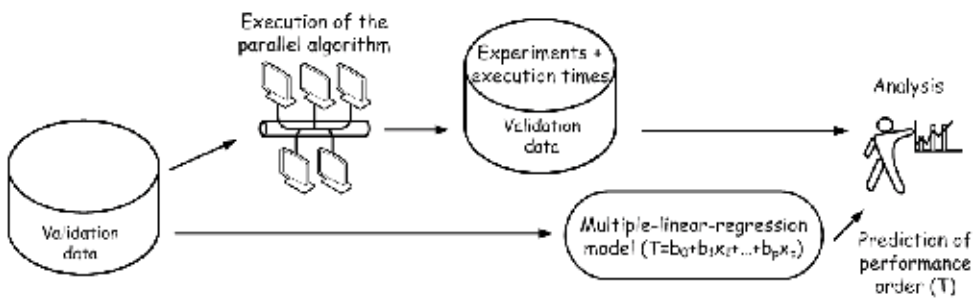 Execution of the
parallel algorithm
Experiments +
execution times
Validation
data
Analysis
Validation
data
Multiple-linear-regression
model (T=b₀+b₁x₁+...+bₚxₚ)
Prediction of
performance
order (T)